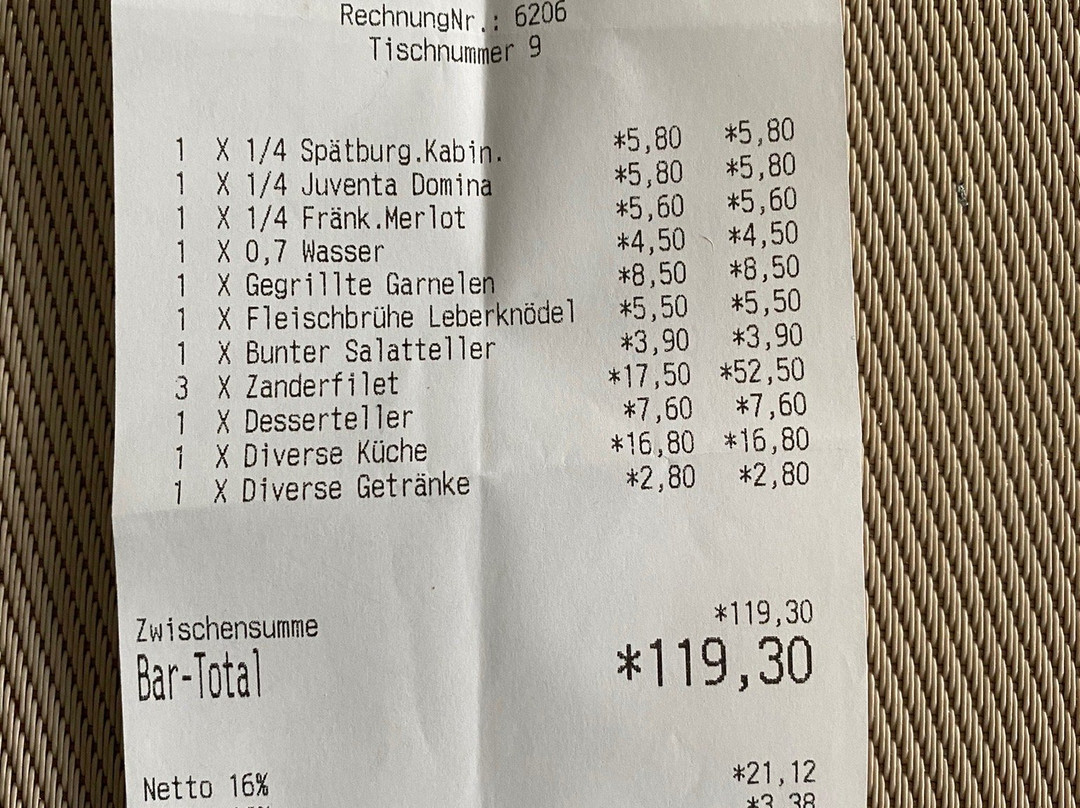 RechnungNr.: 6206
Tischnummer 9
1 X 1/4 Spätburg.Kabin. *5,80 *5,80
1 X 1/4 Juventa Domina *5,80 *5,80
1 X 1/4 Fränk.Merlot *5,60 *5,60
1 X 0,7 Wasser *4,50 *4,50
1 X Gegrillte Garnelen *8,50 *8,50
1 X Fleischbrühe Leberknödel *5,50 *5,50
1 X Bunter Salatteller *3,90 *3,90
3 X Zanderfilet *17,50 *52,50
1 X Desserteller *7,60 *7,60
1 X Diverse Küche *16,80 *16,80
1 X Diverse Getränke *2,80 *2,80
Zwischensumme *119,30
Bar-Total *119,30
Netto 16% *21,12
*3,38